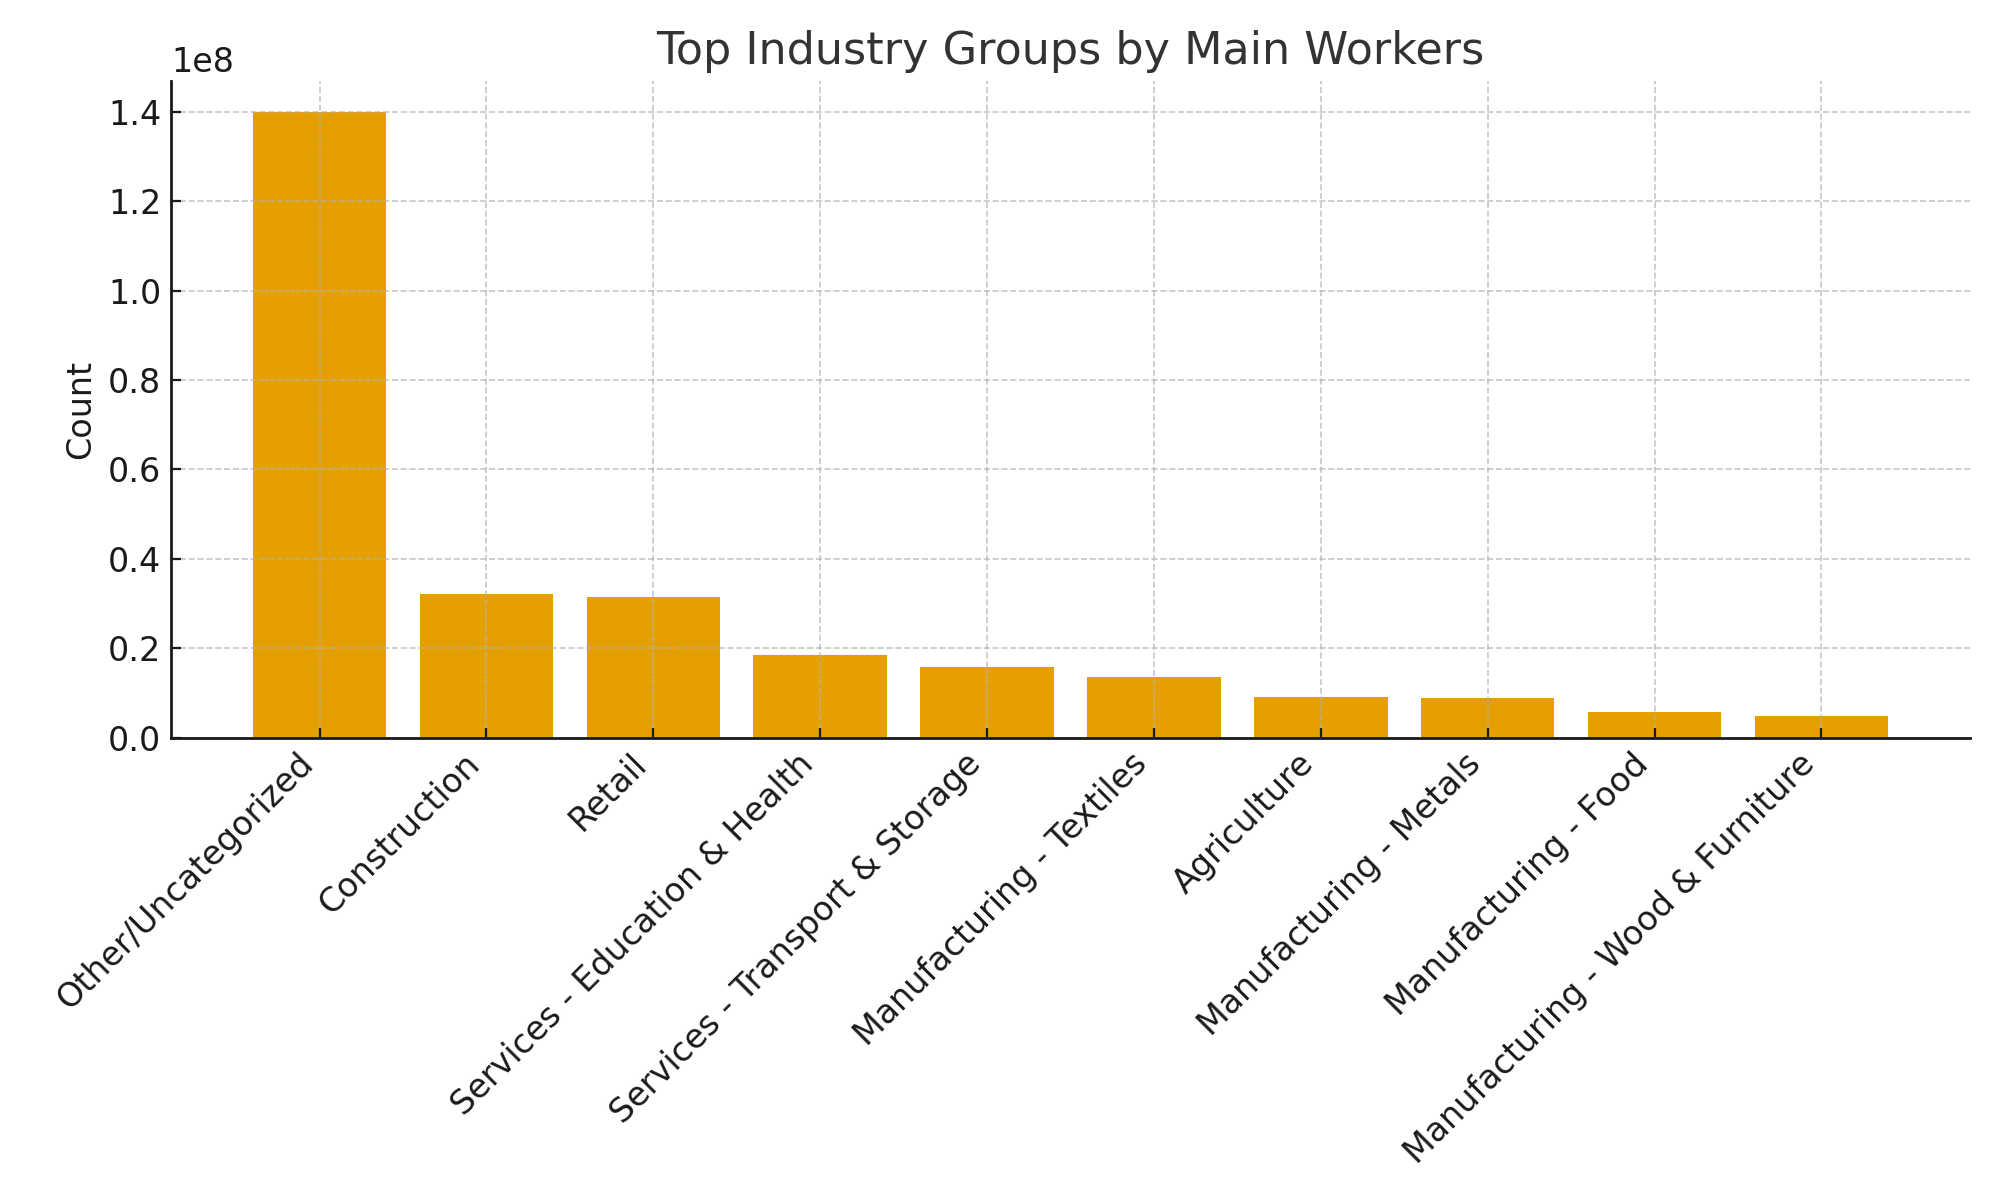 Top Industry Groups by Main Workers
1e8
1.4
1.2
1.0
0.8
0.6
0.4
0.2
0.0
Count
Other/Uncategorized
Construction
Retail
Services - Education & Health
Services - Transport & Storage
Manufacturing - Textiles
Agriculture
Manufacturing - Metals
Manufacturing - Food
Manufacturing - Wood & Furniture